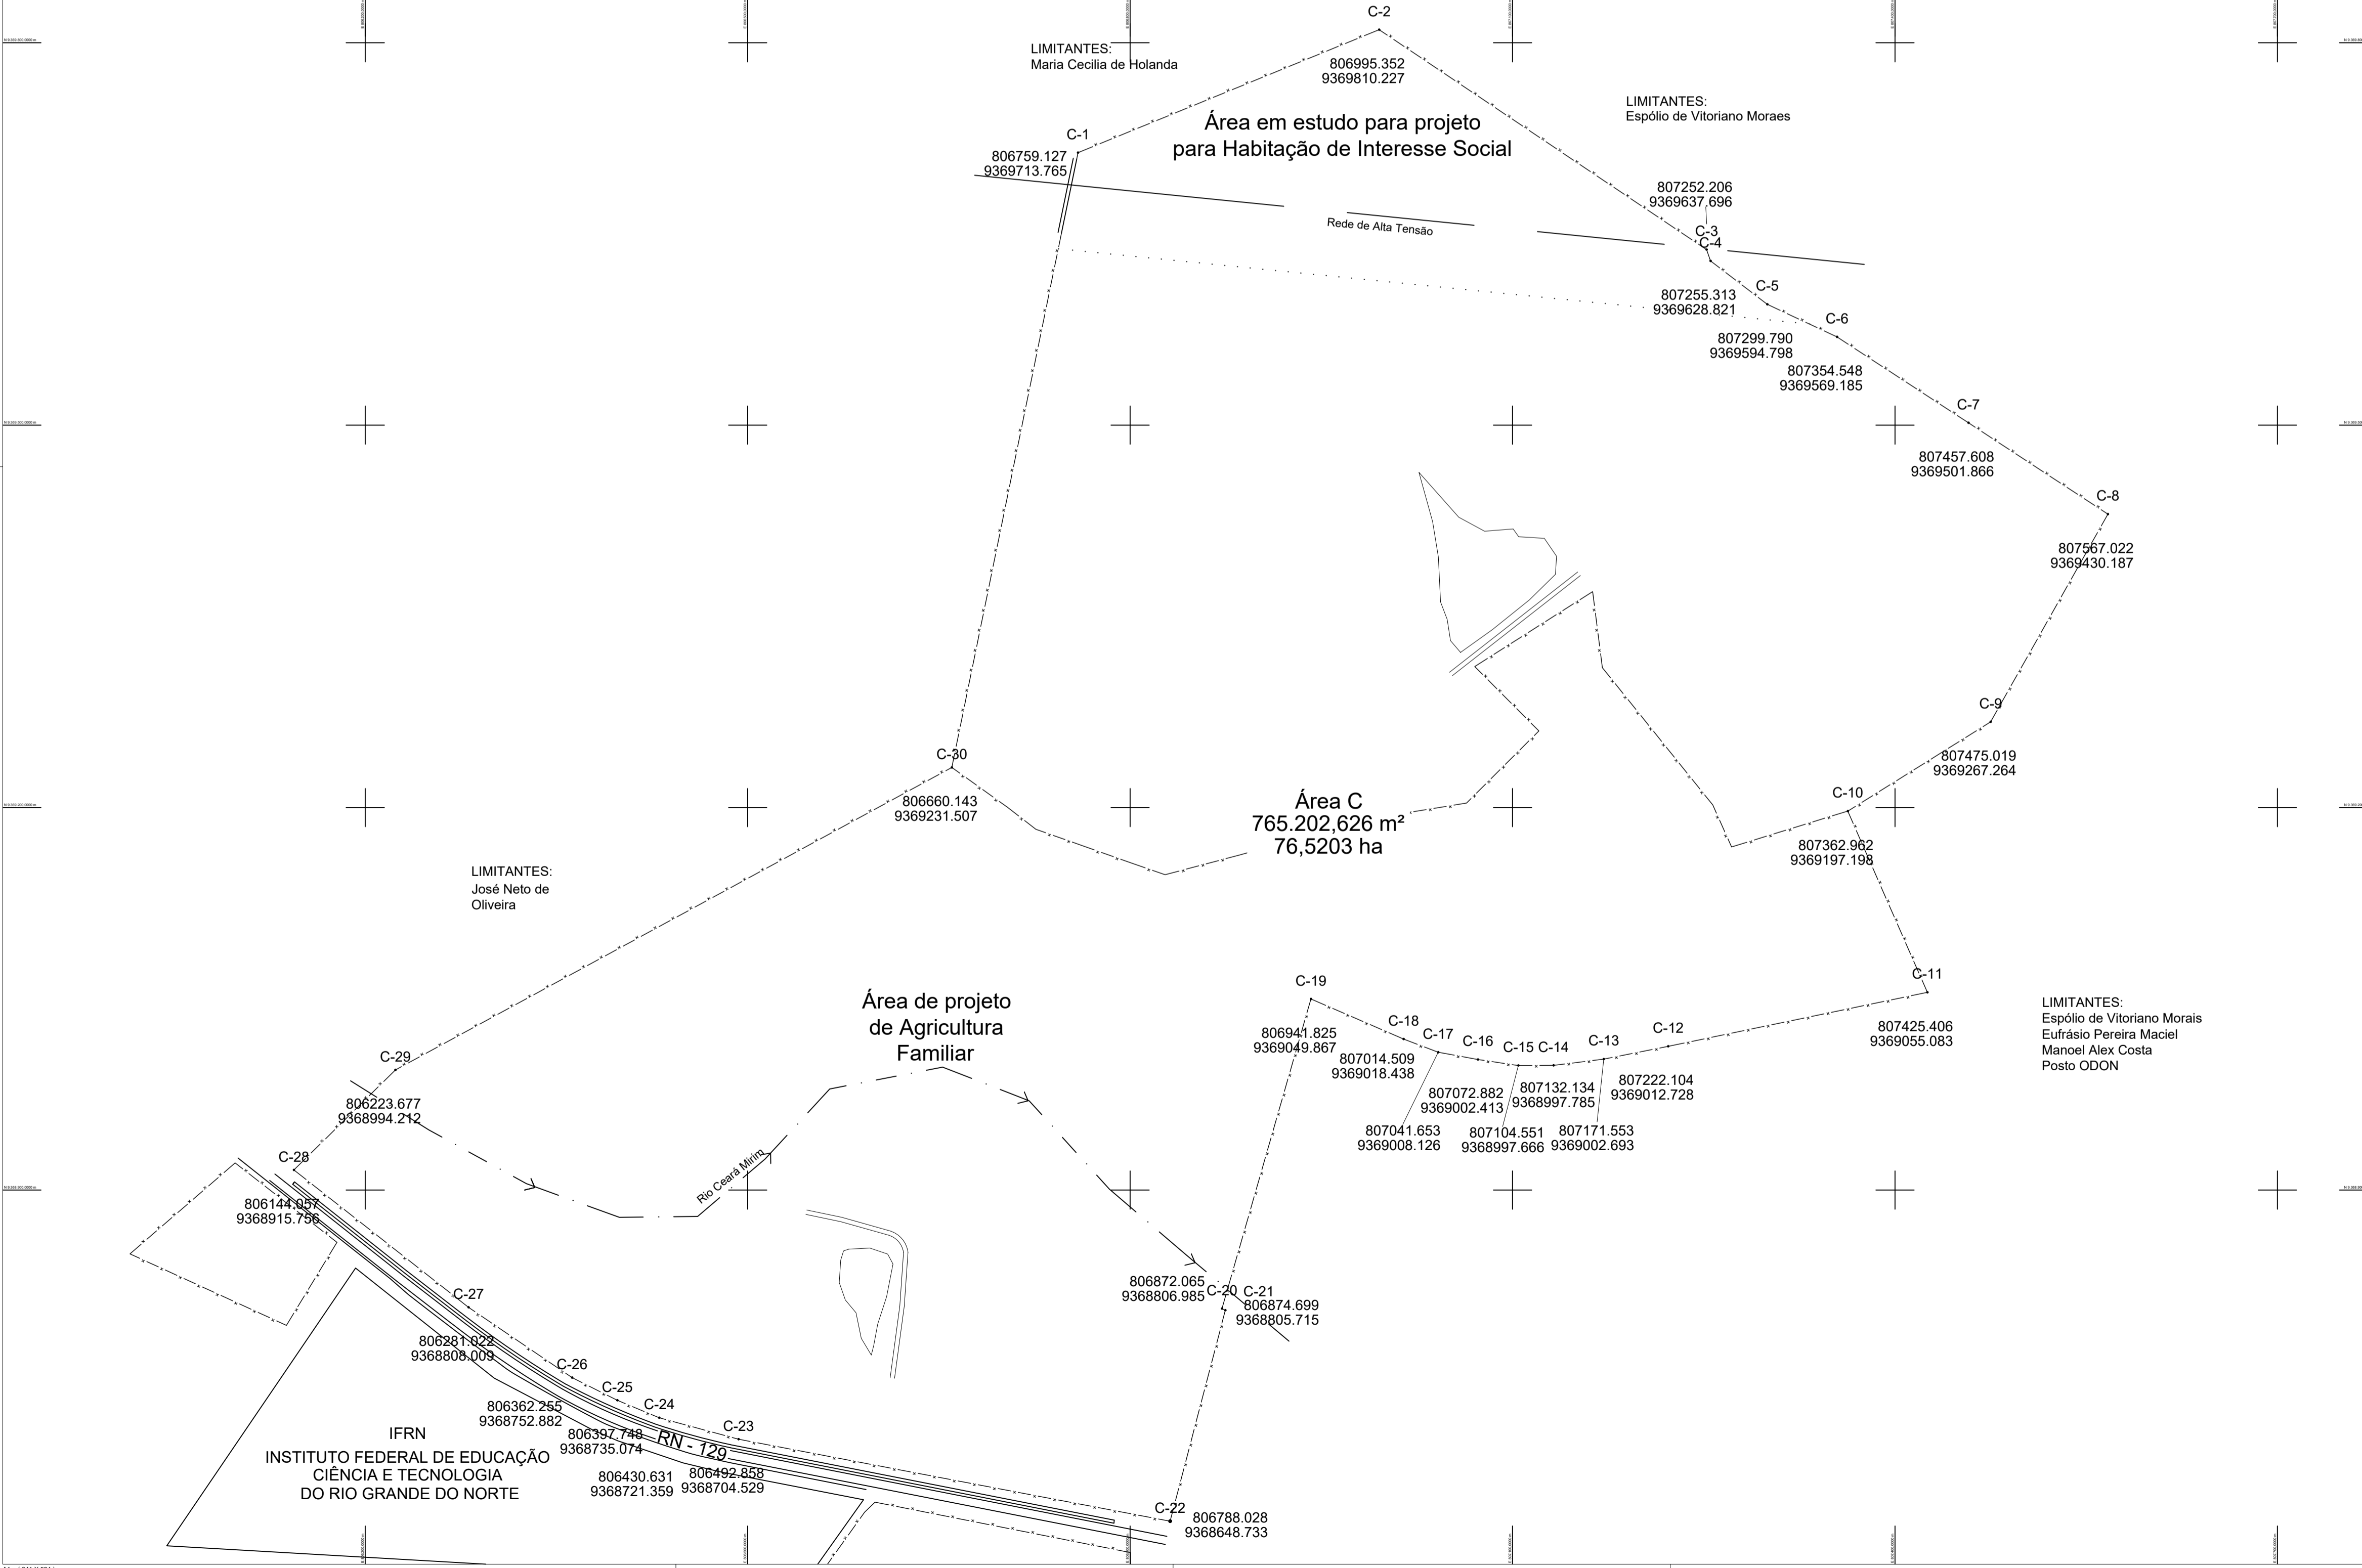 C-2
806995.352
9369810.227
LIMITANTES:
Maria Cecilia de Holanda
LIMITANTES:
Espólio de Vitoriano Moraes
Área em estudo para projeto
para Habitação de Interesse Social
C-1
806759.127
9369713.765
Rede de Alta Tensão
807252.206
9369637.696
C-3
C-4
807255.313
9369628.821
C-5
807299.790
9369594.798
C-6
807354.548
9369569.185
C-7
807457.608
9369501.866
C-8
807567.022
9369430.187
C-9
807475.019
9369267.264
C-30
806660.143
9369231.507
Área C
765.202,626 m²
76,5203 ha
C-10
807362.962
9369197.198
LIMITANTES:
José Neto de
Oliveira
C-11
807425.406
9369055.083
LIMITANTES:
Espólio de Vitoriano Morais
Eufrásio Pereira Maciel
Manoel Alex Costa
Posto ODON
Área de projeto
de Agricultura
Familiar
C-19
806941.825
9369049.867
C-18
807014.509
9369018.438
C-17
807041.653
9369008.126
C-16
807072.882
9369002.413
C-15
807104.551
9368997.666
C-14
807132.134
9368997.785
C-13
807171.553
9369002.693
C-12
807222.104
9369012.728
C-29
806223.677
9368994.212
C-28
806144.057
9368915.756
Rio Ceará Mirim
806872.065
9368806.985
C-20
C-21
806874.699
9368805.715
C-27
806281.022
9368808.009
C-26
806362.255
9368752.882
C-25
806397.748
9368735.074
C-24
806430.631
9368721.359
C-23
806492.858
9368704.529
RN - 129
C-22
806788.028
9368648.733
IFRN
INSTITUTO FEDERAL DE EDUCAÇÃO
CIÊNCIA E TECNOLOGIA
DO RIO GRANDE DO NORTE